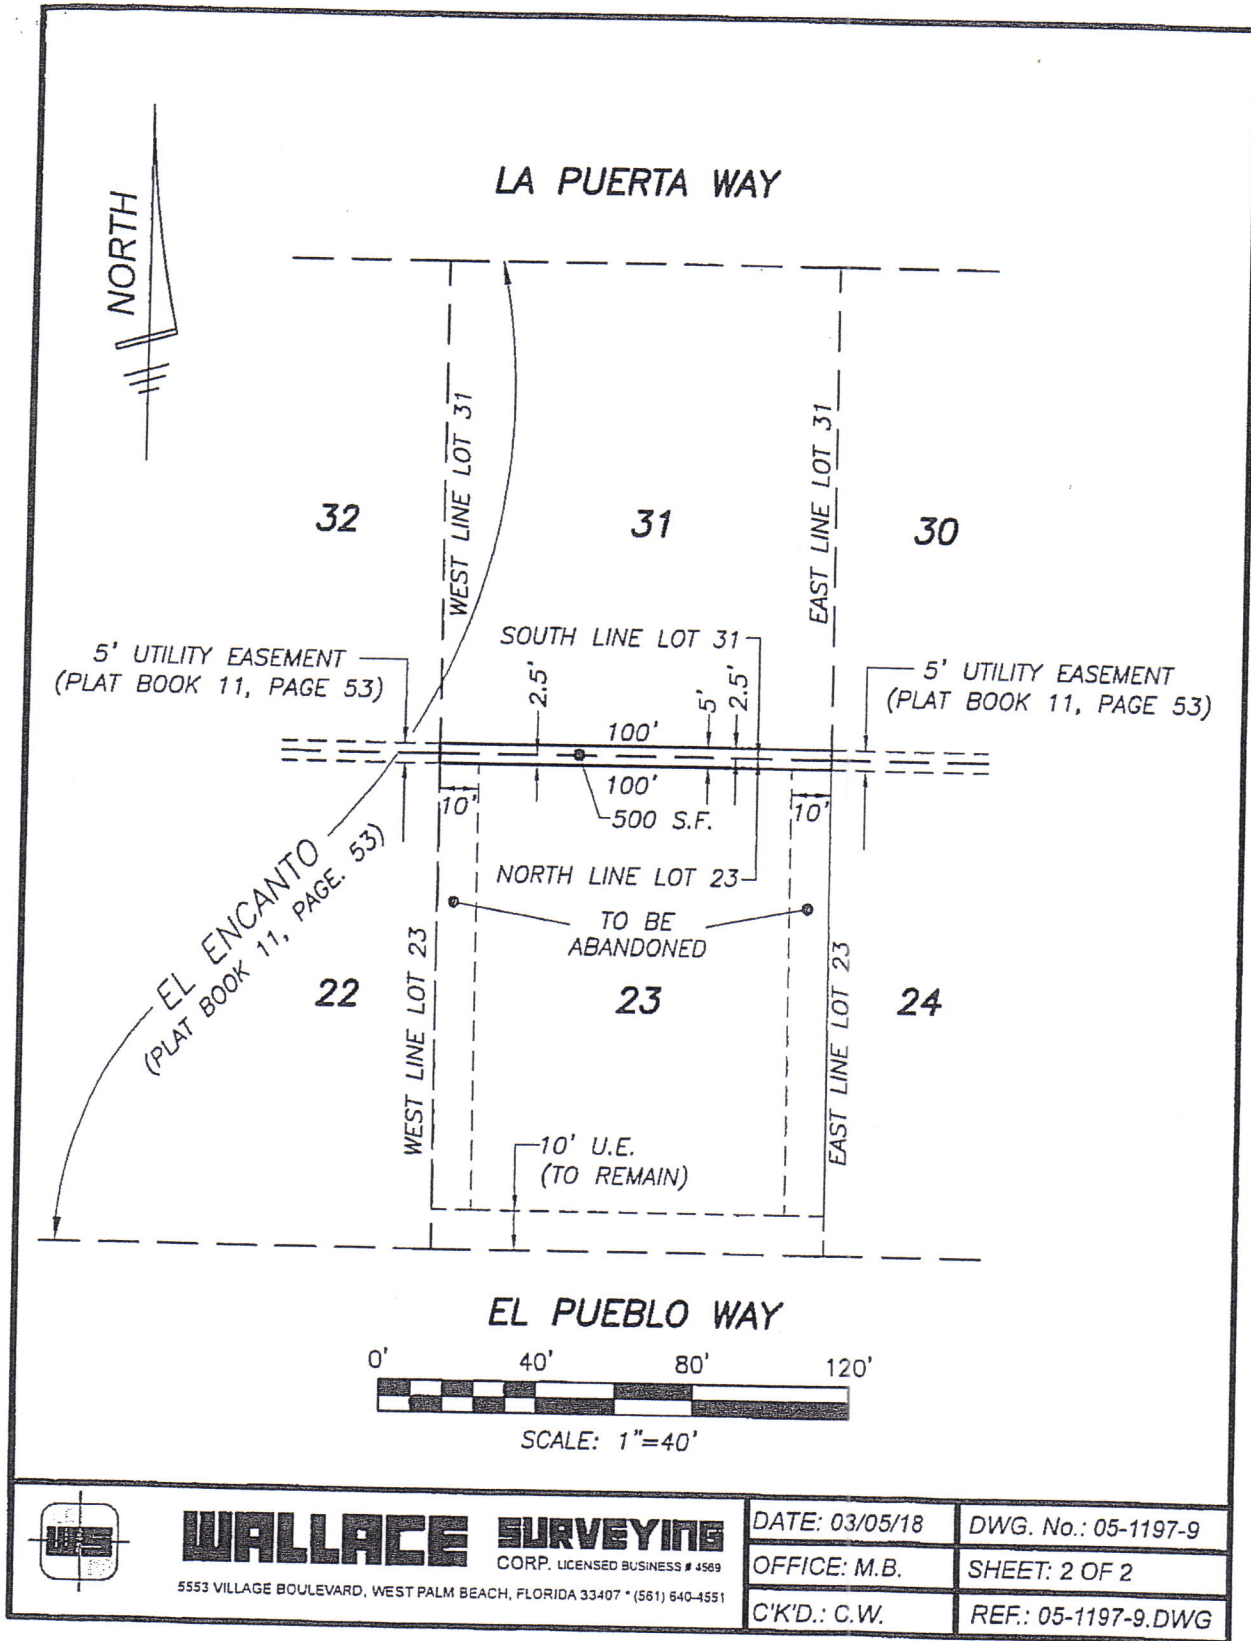 LA PUERTA WAY
NORTH
WEST LINE LOT 31
EAST LINE LOT 31
32
31
30
SOUTH LINE LOT 31
5' UTILITY EASEMENT
(PLAT BOOK 11, PAGE 53)
2.5'
5'
2.5'
5' UTILITY EASEMENT
(PLAT BOOK 11, PAGE 53)
100'
100'
10'
10'
500 S.F.
NORTH LINE LOT 23
EL ENCANTO
(PLAT BOOK 11, PAGE. 53)
TO BE
ABANDONED
WEST LINE LOT 23
EAST LINE LOT 23
22
23
24
10' U.E.
(TO REMAIN)
EL PUEBLO WAY
0' 40' 80' 120'
SCALE: 1"=40'
WS
WALLACE SURVEYING
CORP. LICENSED BUSINESS # 4569
5553 VILLAGE BOULEVARD, WEST PALM BEACH, FLORIDA 33407 * (561) 640-4551
DATE: 03/05/18
DWG. No.: 05-1197-9
OFFICE: M.B.
SHEET: 2 OF 2
C'K'D.: C.W.
REF.: 05-1197-9.DWG